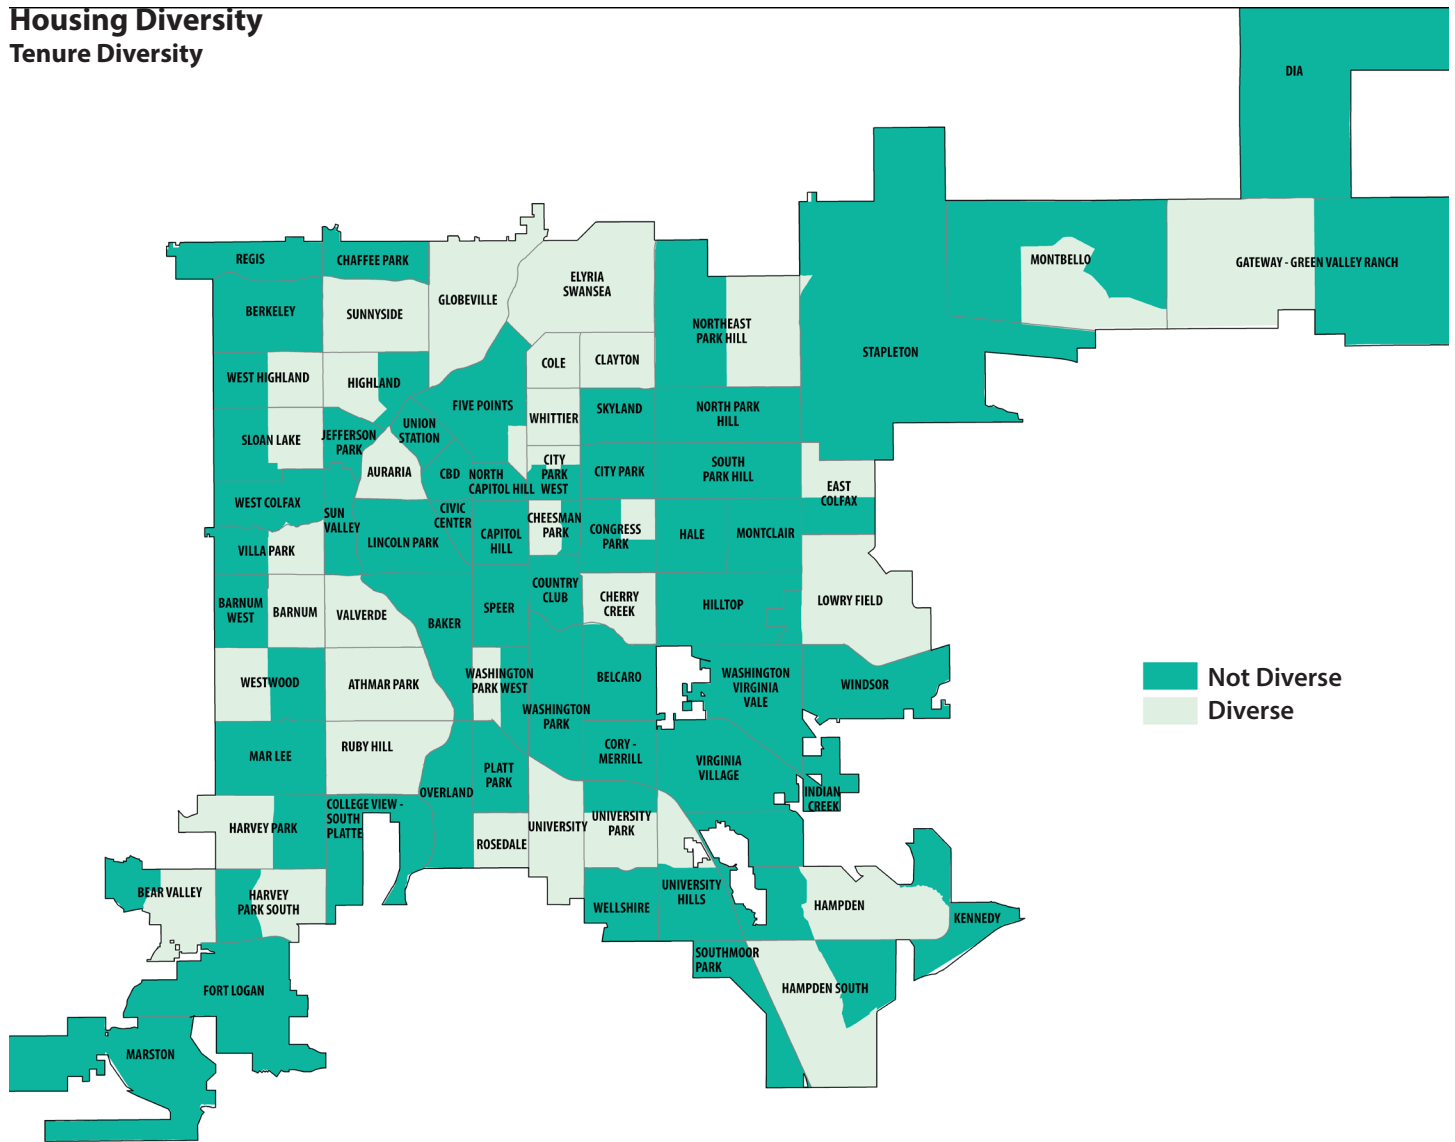 Housing Diversity
Tenure Diversity
DIA
REGIS
CHAFFEE PARK
MONTBELLO
GATEWAY - GREEN VALLEY RANCH
ELYRIA
SWANSEA
GLOBEVILLE
BERKELEY
SUNNYSIDE
NORTHEAST
PARK HILL
STAPLETON
COLE
CLAYTON
WEST HIGHLAND
HIGHLAND
FIVE POINTS
WHITTIER
SKYLAND
NORTH PARK
HILL
UNION
STATION
JEFFERSON
PARK
SLOAN LAKE
AURARIA
CBD
NORTH
CAPITOL HILL
CITY
PARK
WEST
CITY PARK
SOUTH
PARK HILL
EAST
COLFAX
WEST COLFAX
SUN
VALLEY
CIVIC
CENTER
LINCOLN PARK
CAPITOL
HILL
CHEESMAN
PARK
CONGRESS
PARK
HALE
MONTCLAIR
VILLA PARK
BARNUM
WEST
BARNUM
VALVERDE
BAKER
SPEER
COUNTRY
CLUB
CHERRY
CREEK
HILLTOP
LOWRY FIELD
WESTWOOD
ATHMAR PARK
WASHINGTON
PARK WEST
WASHINGTON
PARK
BELCARO
WASHINGTON
VIRGINIA
VALE
WINDSOR
Not Diverse
Diverse
MAR LEE
RUBY HILL
PLATT
PARK
CORY -
MERRILL
VIRGINIA
VILLAGE
INDIAN
CREEK
OVERLAND
COLLEGE VIEW -
SOUTH
PLATTE
HARVEY PARK
ROSEDALE
UNIVERSITY
UNIVERSITY
PARK
BEAR VALLEY
HARVEY
PARK SOUTH
WELLSHIRE
UNIVERSITY
HILLS
HAMPDEN
KENNEDY
SOUTHMOOR
PARK
HAMPDEN SOUTH
FORT LOGAN
MARSTON